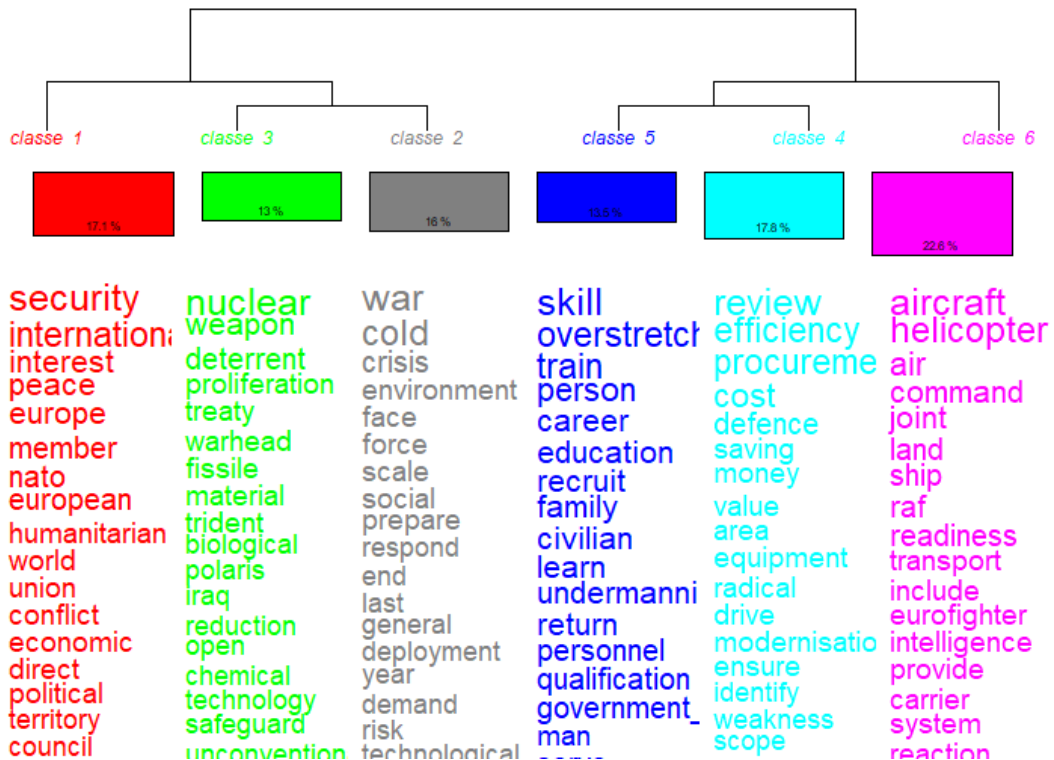 classe 1
classe 3
classe 2
classe 5
classe 4
classe 6
17.1 %
13 %
16 %
13.5 %
17.8 %
22.6 %
security
internationa
interest
peace
europe
member
nato
european
humanitarian
world
union
conflict
economic
direct
political
territory
council
nuclear
weapon
deterrent
proliferation
treaty
warhead
fissile
material
trident
biological
polaris
iraq
reduction
open
chemical
technology
safeguard
unconvention
war
cold
crisis
environment
face
force
scale
social
prepare
respond
end
last
general
deployment
year
demand
risk
technological
skill
overstretch
train
person
career
education
recruit
family
civilian
learn
undermanni
return
personnel
qualification
government_
man
review
efficiency
procureme
cost
defence
saving
money
value
area
equipment
radical
drive
modernisatio
ensure
identify
weakness
scope
aircraft
helicopter
air
command
joint
land
ship
raf
readiness
transport
include
eurofighter
intelligence
provide
carrier
system
reaction